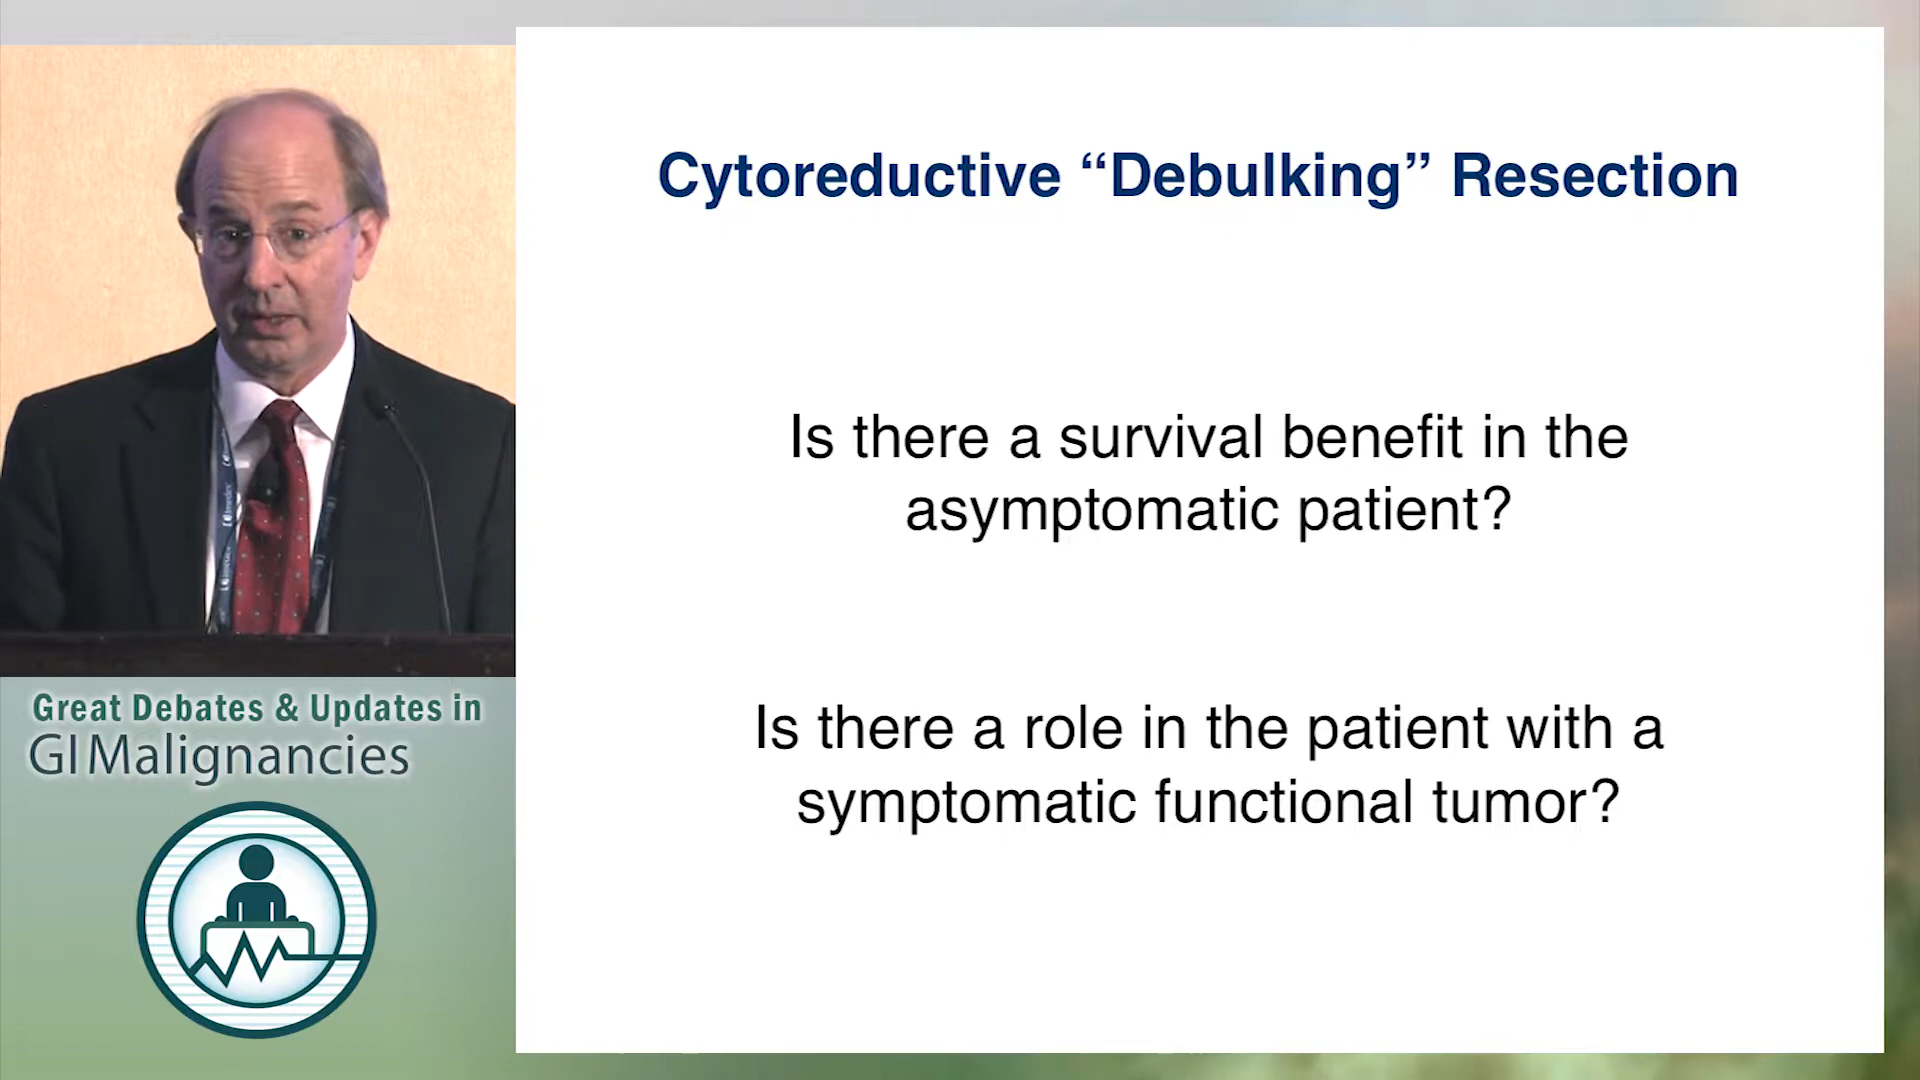 Cytoreductive “Debulking” Resection
Is there a survival benefit in the
asymptomatic patient?
Is there a role in the patient with a
symptomatic functional tumor?
Great Debates & Updates in
GI Malignancies